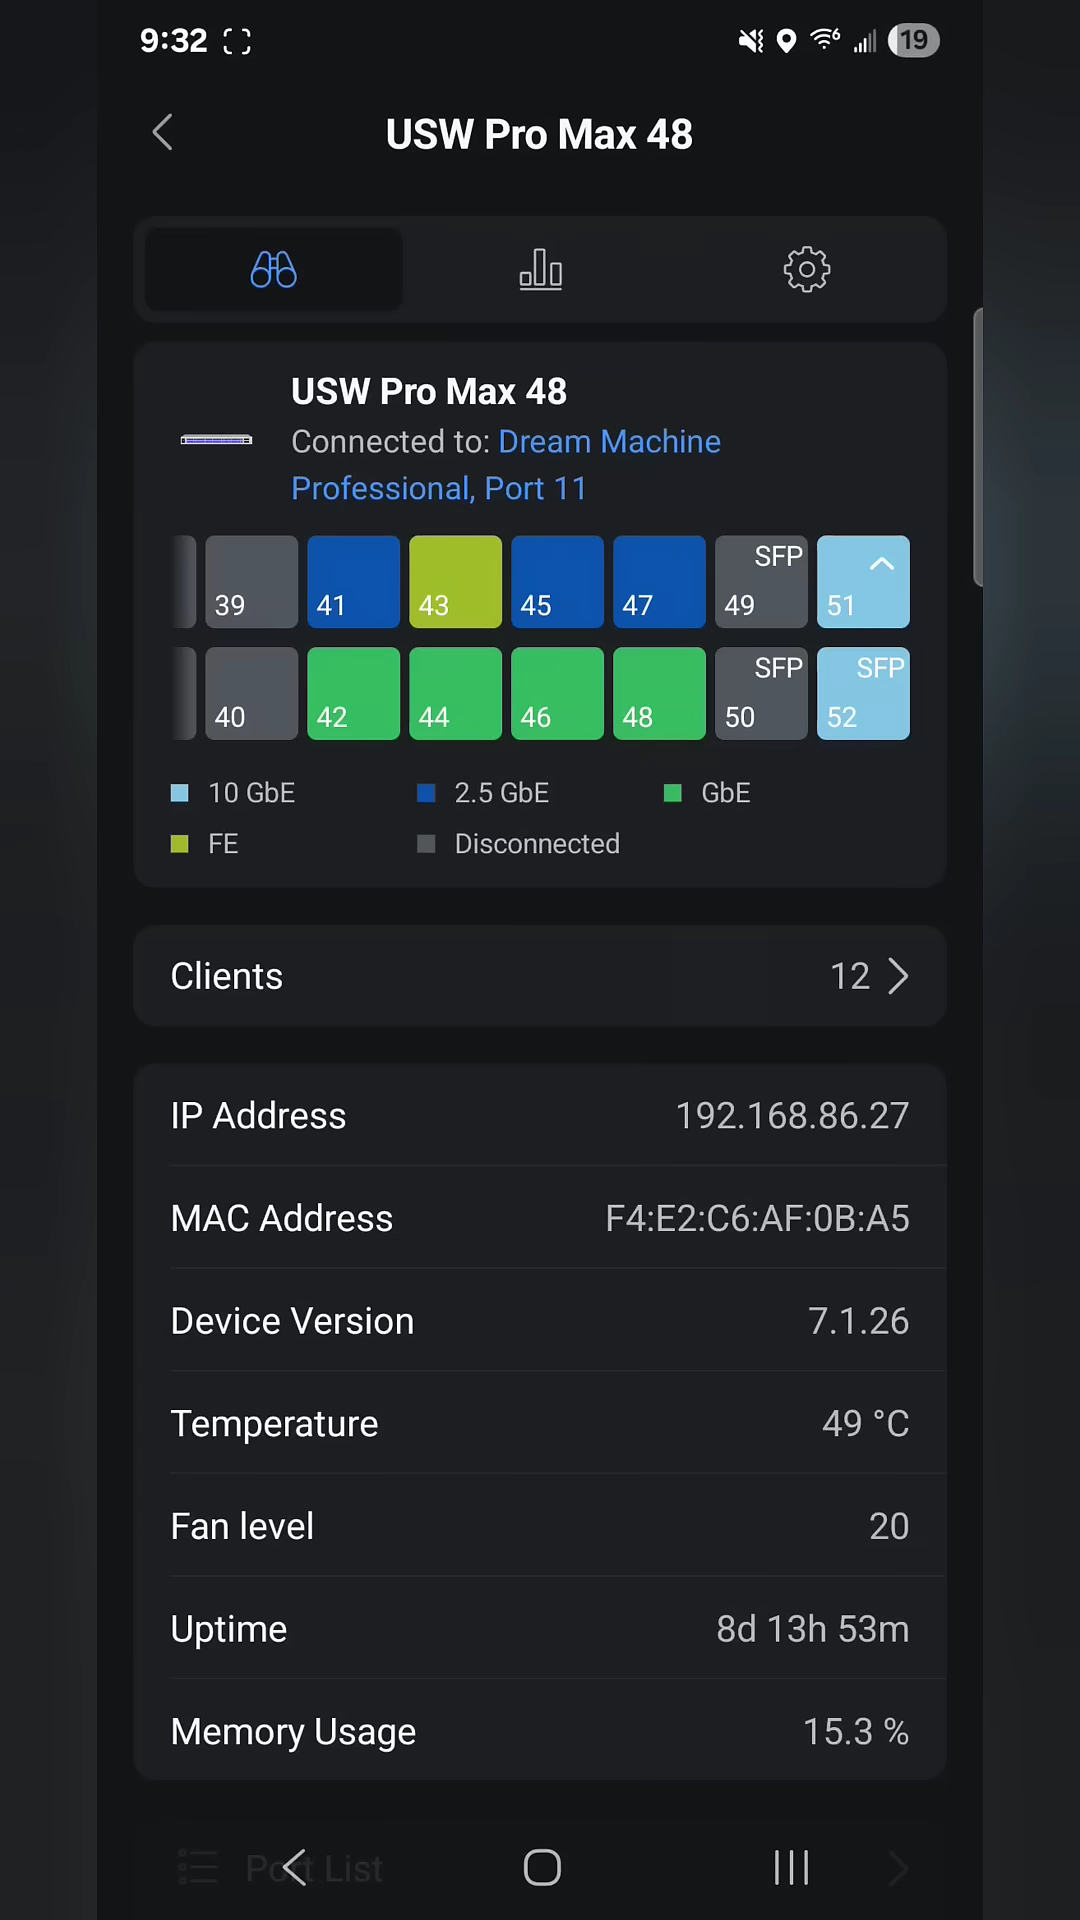 9:32 6 19
USW Pro Max 48
USW Pro Max 48
Connected to: Dream Machine
Professional, Port 11
39 41 43 45 47 SFP 49 51
40 42 44 46 48 SFP 50 SFP 52
10 GbE 2.5 GbE GbE
FE Disconnected
Clients 12
IP Address 192.168.86.27
MAC Address F4:E2:C6:AF:0B:A5
Device Version 7.1.26
Temperature 49 °C
Fan level 20
Uptime 8d 13h 53m
Memory Usage 15.3 %
Port List